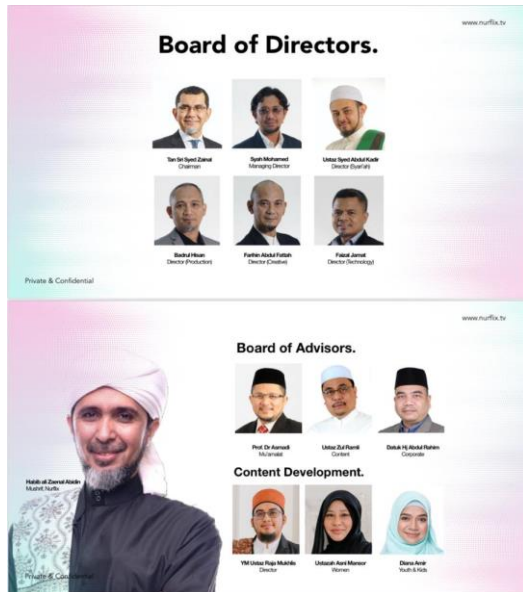 www.nurflix.tv
Board of Directors.
Tan Sri Syed Zainal
Chairman
Syah Mohamed
Managing Director
Ustaz Syed Abdul Kadir
Director (Syari'ah)
Badrul Hisan
Director (Production)
Farhin Abdul Fattah
Director (Creative)
Faizal Jamat
Director (Technology)
Private & Confidential
www.nurflix.tv
Board of Advisors.
Prof. Dr Asmadi
Mu'amalat
Ustaz Zul Ramli
Content
Datuk Hj Abdul Rahim
Corporate
Habib ali Zaenal Abidin
Mushrif, Nurflix
Content Development.
YM Ustaz Raja Mukhlis
Director
Ustazah Asni Mansor
Women
Diana Amir
Youth & Kids
Private & Confidential